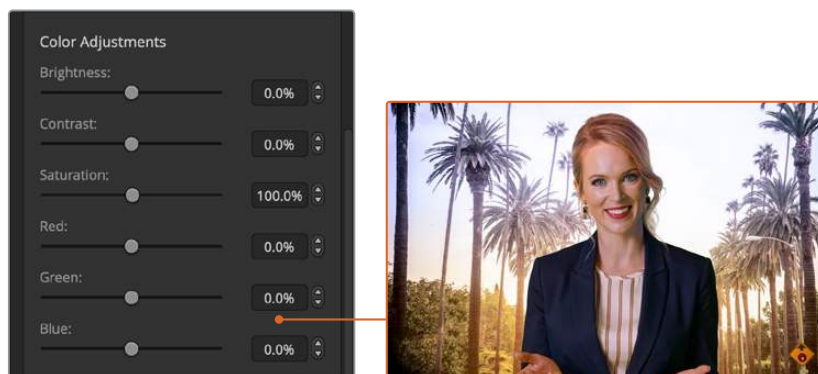 Color Adjustments
Brightness:
0.0%
Contrast:
0.0%
Saturation:
100.0%
Red:
0.0%
Green:
0.0%
Blue:
0.0%